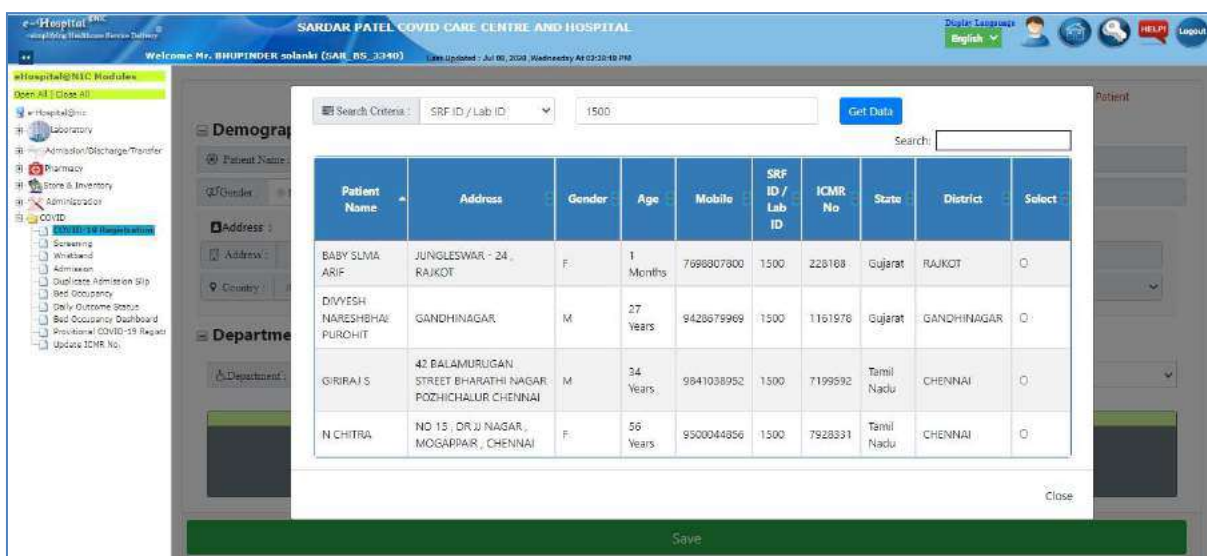 e-Hospital NIC
SARDAR PATEL COVID CARE CENTRE AND HOSPITAL
Display Language
English
HELP!
Logout
Welcome Mr. BHUPINDER solanki (SAR_BS_3340)
eHospital@NIC Modules
Open All | Close All
e-Hospital@nic
Laboratory
Admission/Discharge/Transfer
Pharmacy
Store & Inventory
Administration
COVID
COVID-19 Registration
Screening
Wristband
Admission
Duplicate Admission Slip
Bed Occupancy
Daily Outcome Status
Bed Occupancy Dashboard
Provisional COVID-19 Regist
Update ICMR No.
Patient
Demograp
Patient Name :
Gender
Address :
Address :
Country :
Departme
Department :
Search Criteria : SRF ID / Lab ID 1500 Get Data
Search:
Patient Name Address Gender Age Mobile SRF ID / Lab ID ICMR No State District Select
BABY SLMA ARIF JUNGLESWAR - 24 , RAJKOT F 1 Months 7698807800 1500 228188 Gujarat RAJKOT
DIVYESH NARESHBHAI PUROHIT GANDHINAGAR M 27 Years 9428679969 1500 1161978 Gujarat GANDHINAGAR
GIRIRAJ S 42 BALAMURUGAN STREET BHARATHI NAGAR POZHICHALUR CHENNAI M 34 Years 9841038952 1500 7199592 Tamil Nadu CHENNAI
N CHITRA NO 15 , DR JJ NAGAR , MOGAPPAIR , CHENNAI F 56 Years 9500044856 1500 7928331 Tamil Nadu CHENNAI
Close
Save